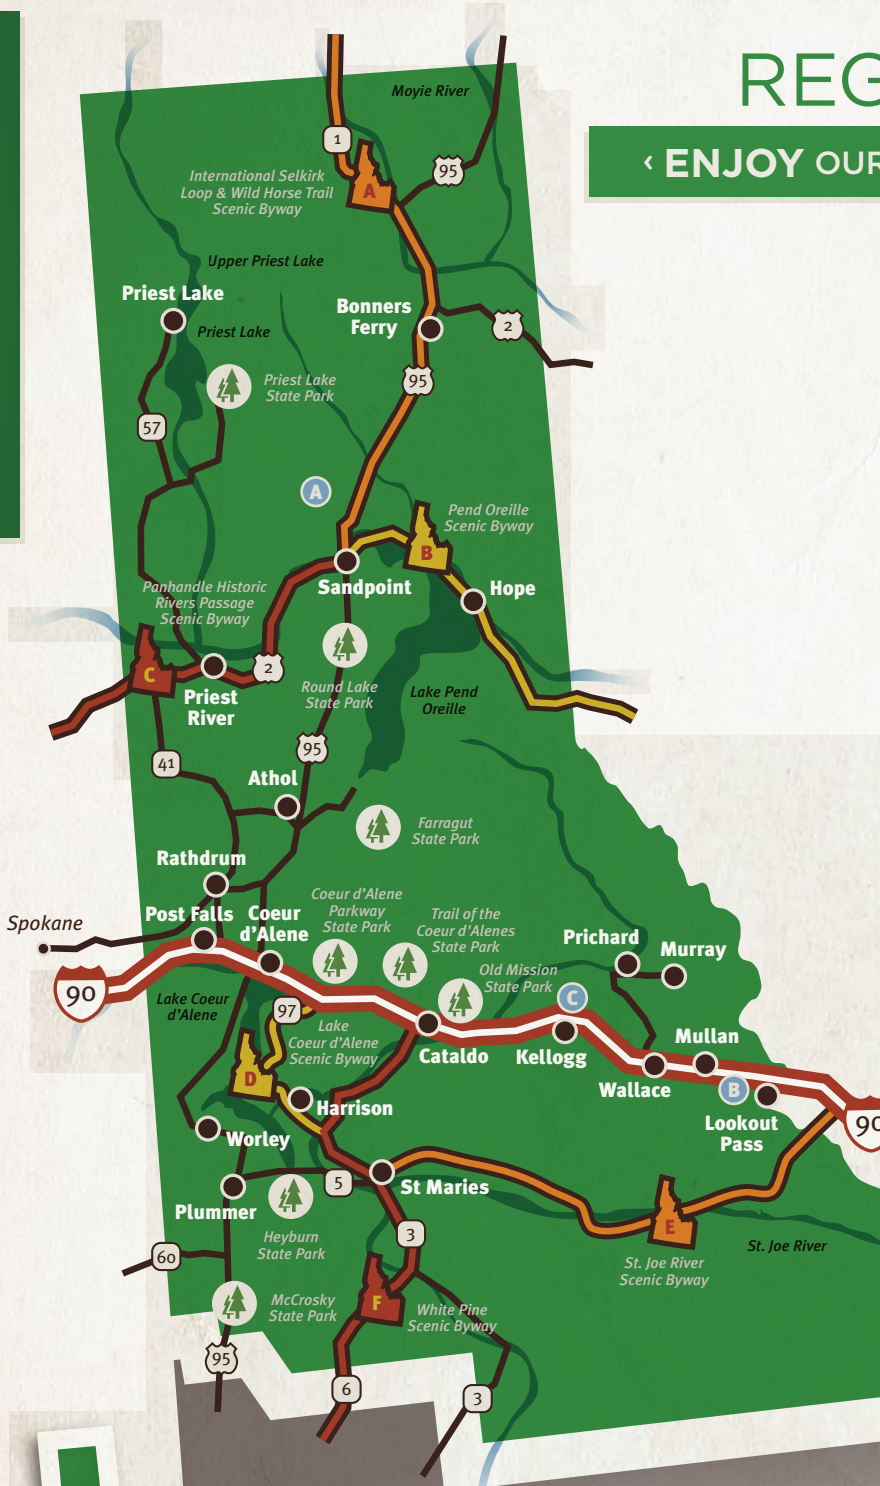 REG
‹ ENJOY OUR
Moyie River
1
95
International Selkirk
Loop & Wild Horse Trail
Scenic Byway
A
Upper Priest Lake
Priest Lake
Bonners
Ferry
2
Priest Lake
95
Priest Lake
State Park
57
A
Pend Oreille
Scenic Byway
B
Sandpoint
Hope
Panhandle Historic
Rivers Passage
Scenic Byway
C
2
Priest
River
Round Lake
State Park
Lake Pend
Oreille
95
41
Athol
Farragut
State Park
Rathdrum
Coeur d'Alene
Parkway
State Park
Spokane
Post Falls
Coeur
d'Alene
Trail of the
Coeur d'Alenes
State Park
Prichard
Murray
Old Mission
State Park
90
Lake Coeur
d'Alene
97
C
Lake
Coeur d'Alene
Scenic Byway
Cataldo
Kellogg
Mullan
D
Wallace
B
Harrison
Lookout
Pass
90
Worley
5
St Maries
Plummer
Heyburn
State Park
3
E
St. Joe River
60
St. Joe River
Scenic Byway
McCrosky
State Park
F
White Pine
Scenic Byway
95
6
3